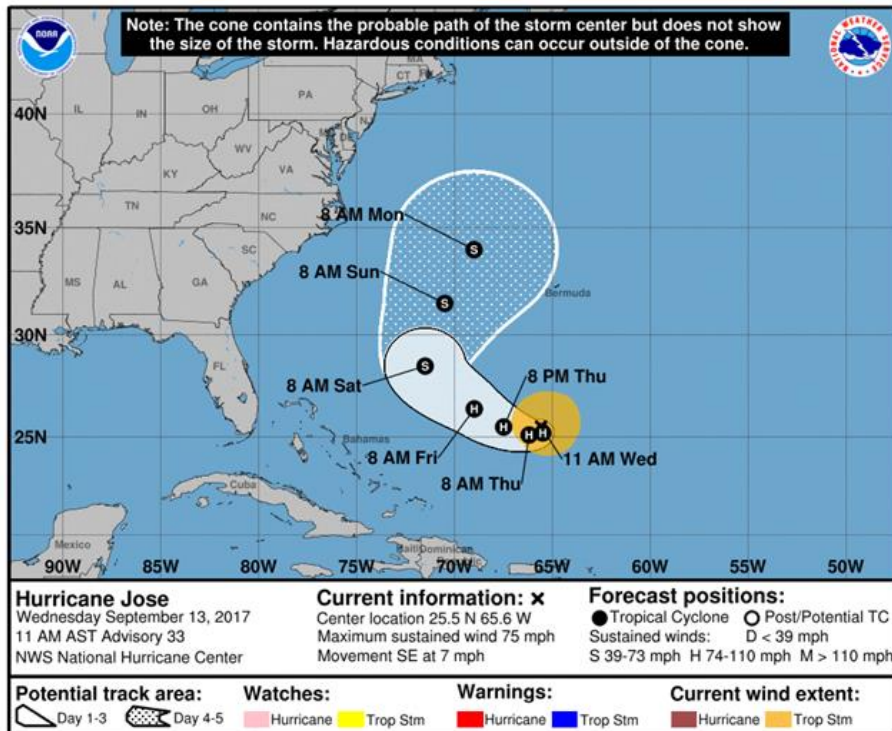 Note: The cone contains the probable path of the storm center but does not show
the size of the storm. Hazardous conditions can occur outside of the cone.
NOAA
MA
CT
PA
NJ
DE
IL
IN
OH
WV
VA
KY
TN
NC
SC
MS
AL
GA
FL
40N
35N
30N
25N
8 AM Mon
S
8 AM Sun
S
Bermuda
8 AM Sat
S
8 PM Thu
H
8 AM Fri
H
H
H
11 AM Wed
8 AM Thu
Bahamas
Cuba
Mexico
Haiti
Dominican
90W 85W 80W 75W 70W 65W 60W 55W 50W
Hurricane Jose
Wednesday September 13, 2017
11 AM AST Advisory 33
NWS National Hurricane Center
Current information: ×
Center location 25.5 N 65.6 W
Maximum sustained wind 75 mph
Movement SE at 7 mph
Forecast positions:
Tropical Cyclone Post/Potential TC
Sustained winds: D < 39 mph
S 39-73 mph H 74-110 mph M > 110 mph
Potential track area:
Day 1-3 Day 4-5
Watches:
Hurricane Trop Stm
Warnings:
Hurricane Trop Stm
Current wind extent:
Hurricane Trop Stm